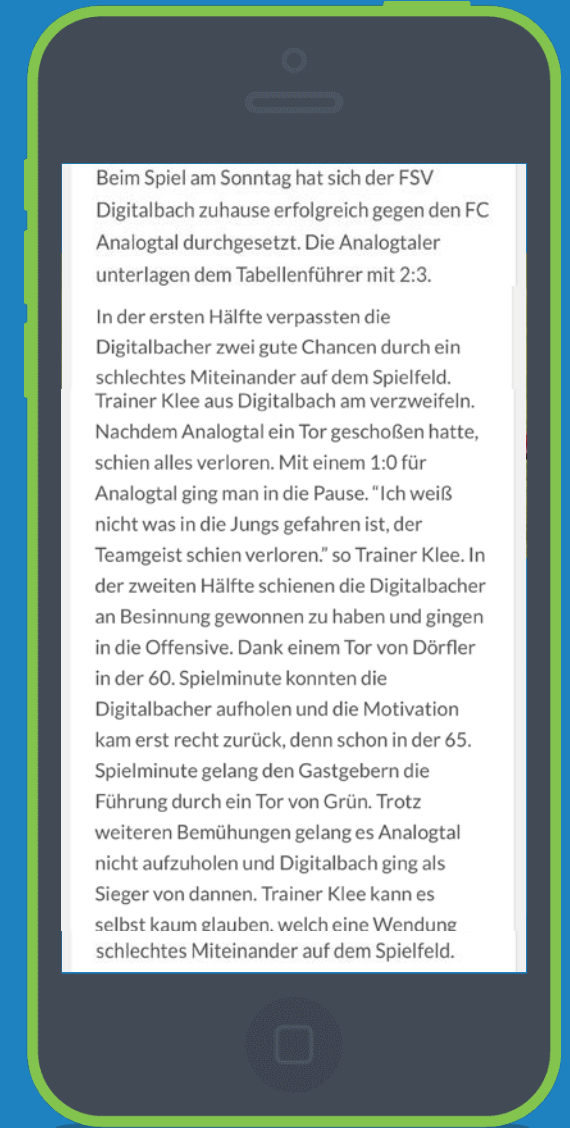 Beim Spiel am Sonntag hat sich der FSV
Digitalbach zuhause erfolgreich gegen den FC
Analogtal durchgesetzt. Die Analogtaler
unterlagen dem Tabellenführer mit 2:3.
In der ersten Hälfte verpassten die
Digitalbacher zwei gute Chancen durch ein
schlechtes Miteinander auf dem Spielfeld.
Trainer Klee aus Digitalbach am verzweifeln.
Nachdem Analogtal ein Tor geschoßen hatte,
schien alles verloren. Mit einem 1:0 für
Analogtal ging man in die Pause. “Ich weiß
nicht was in die Jungs gefahren ist, der
Teamgeist schien verloren.” so Trainer Klee. In
der zweiten Hälfte schienen die Digitalbacher
an Besinnung gewonnen zu haben und gingen
in die Offensive. Dank einem Tor von Dörfler
in der 60. Spielminute konnten die
Digitalbacher aufholen und die Motivation
kam erst recht zurück, denn schon in der 65.
Spielminute gelang den Gastgebern die
Führung durch ein Tor von Grün. Trotz
weiteren Bemühungen gelang es Analogtal
nicht aufzuholen und Digitalbach ging als
Sieger von dannen. Trainer Klee kann es
selbst kaum glauben, welch eine Wendung
schlechtes Miteinander auf dem Spielfeld.